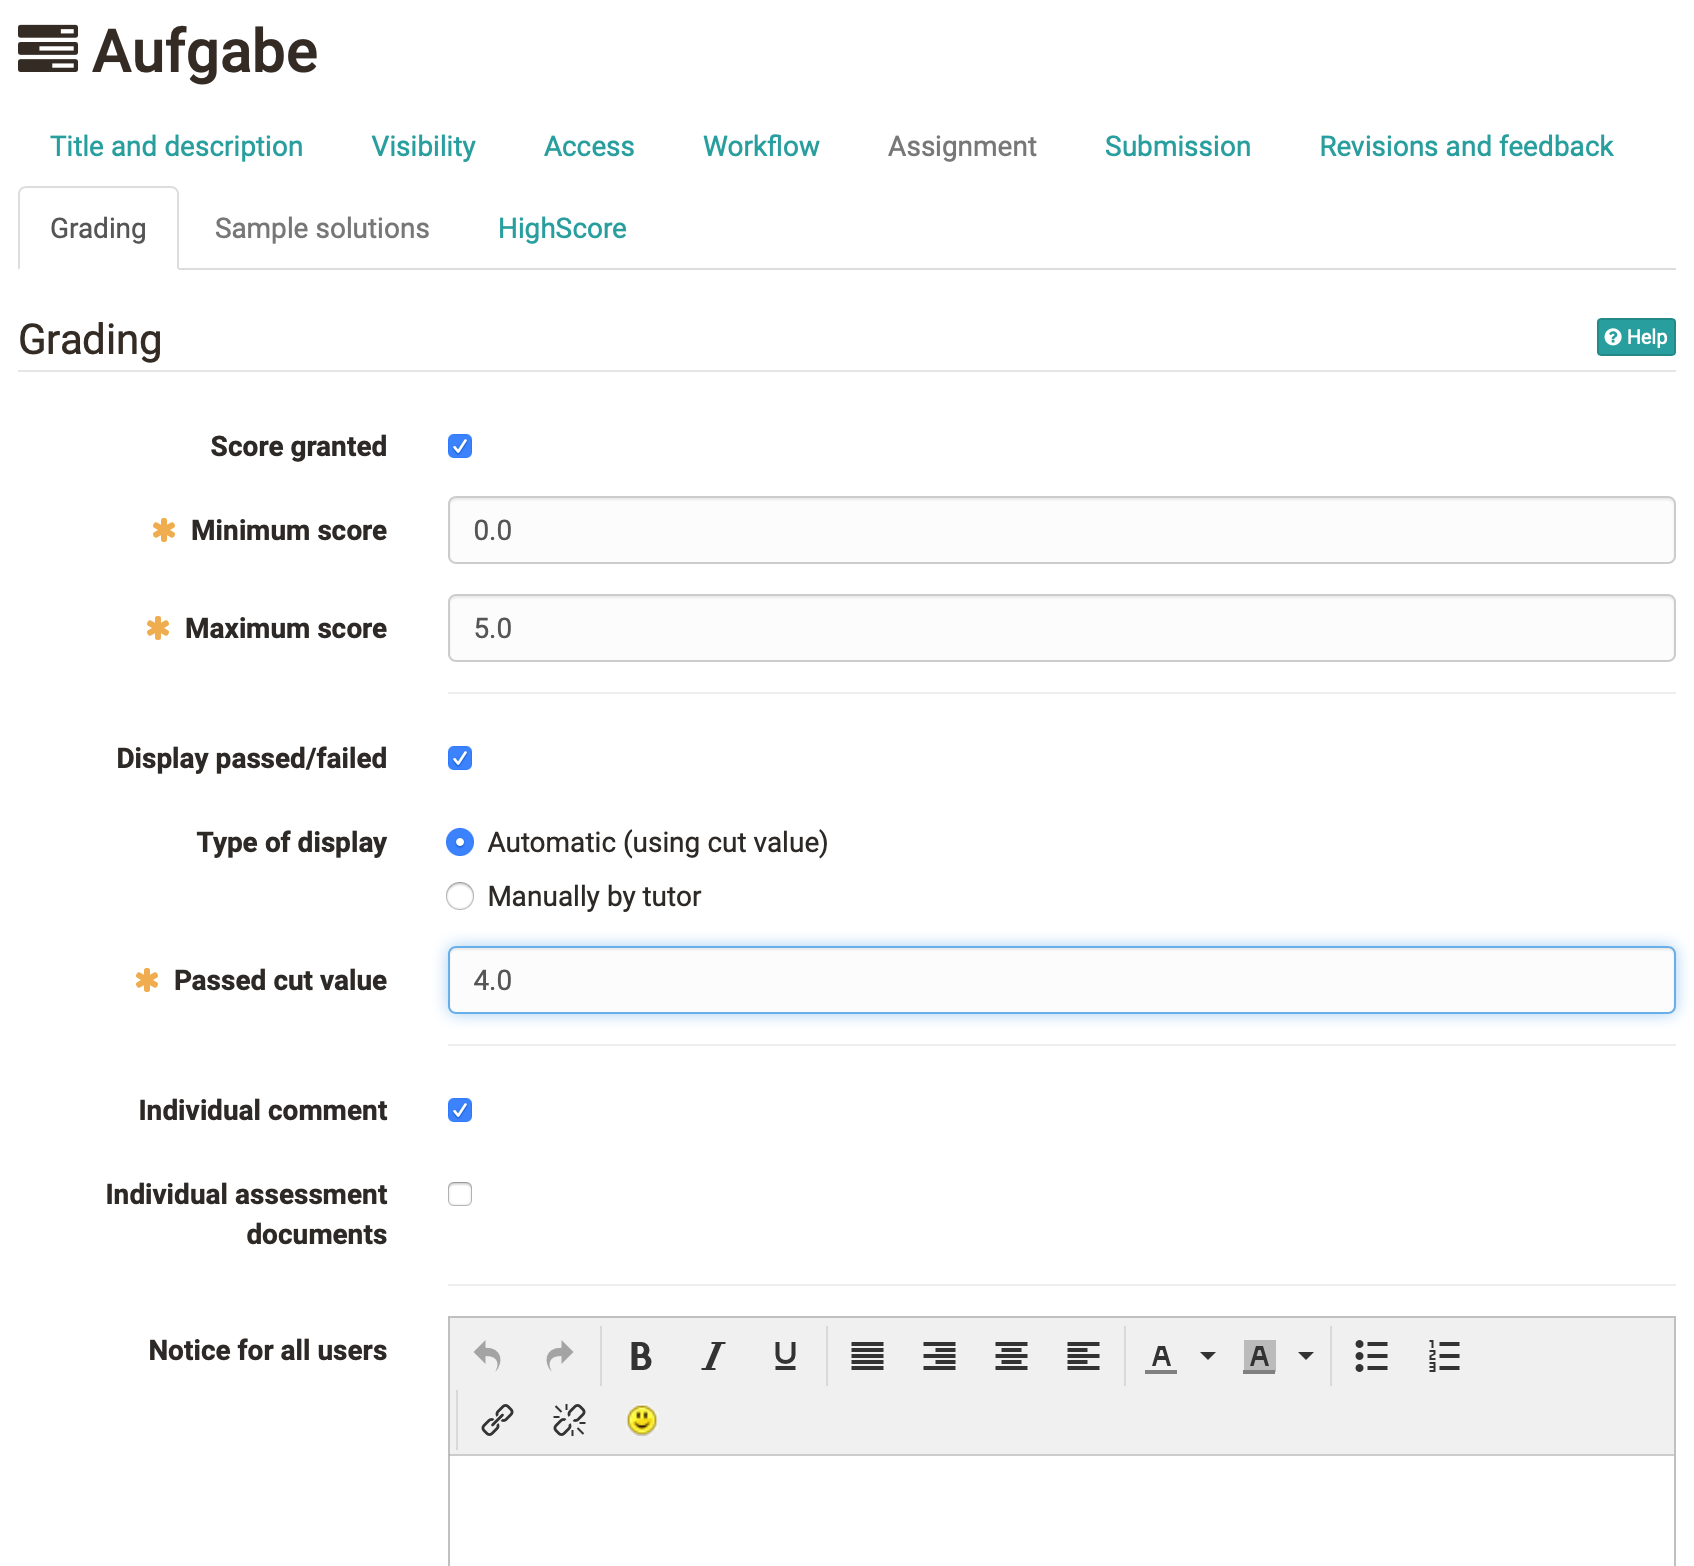 Aufgabe
Title and description Visibility Access Workflow Assignment Submission Revisions and feedback
Grading Sample solutions HighScore
Grading
Help
Score granted
Minimum score 0.0
Maximum score 5.0
Display passed/failed
Type of display Automatic (using cut value)
Manually by tutor
Passed cut value 4.0
Individual comment
Individual assessment
documents
Notice for all users